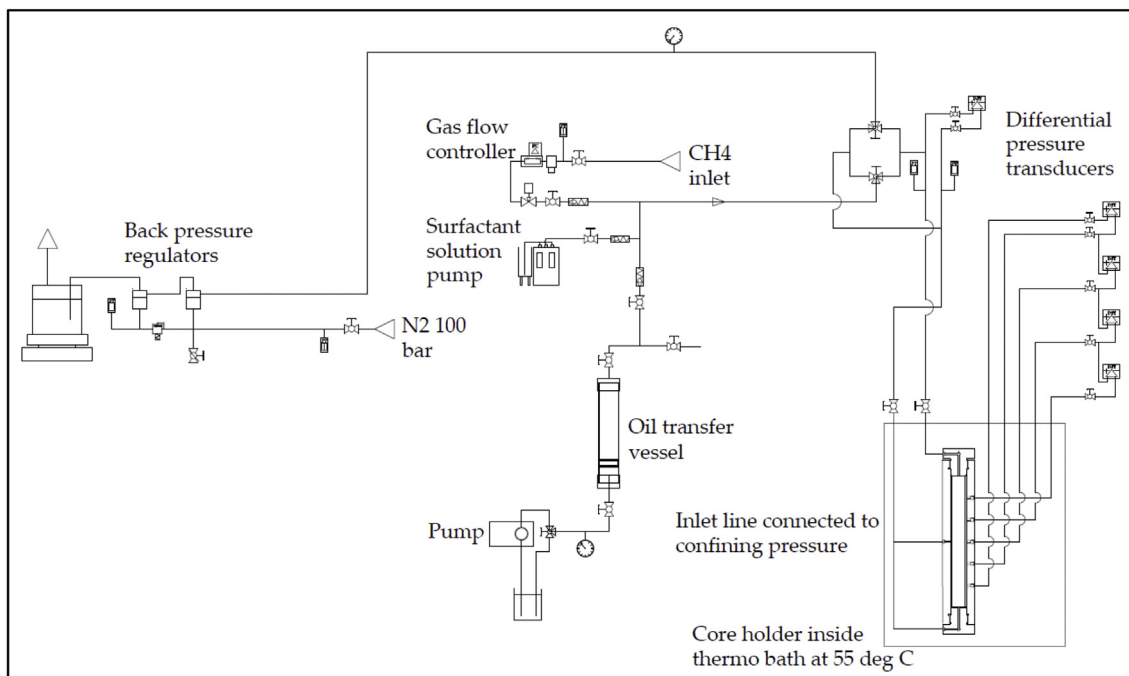 Gas flow
controller
CH4
inlet
Differential
pressure
transducers
Back pressure
regulators
Surfactant
solution
pump
N2 100
bar
Oil transfer
vessel
Pump
Inlet line connected to
confining pressure
Core holder inside
thermo bath at 55 deg C